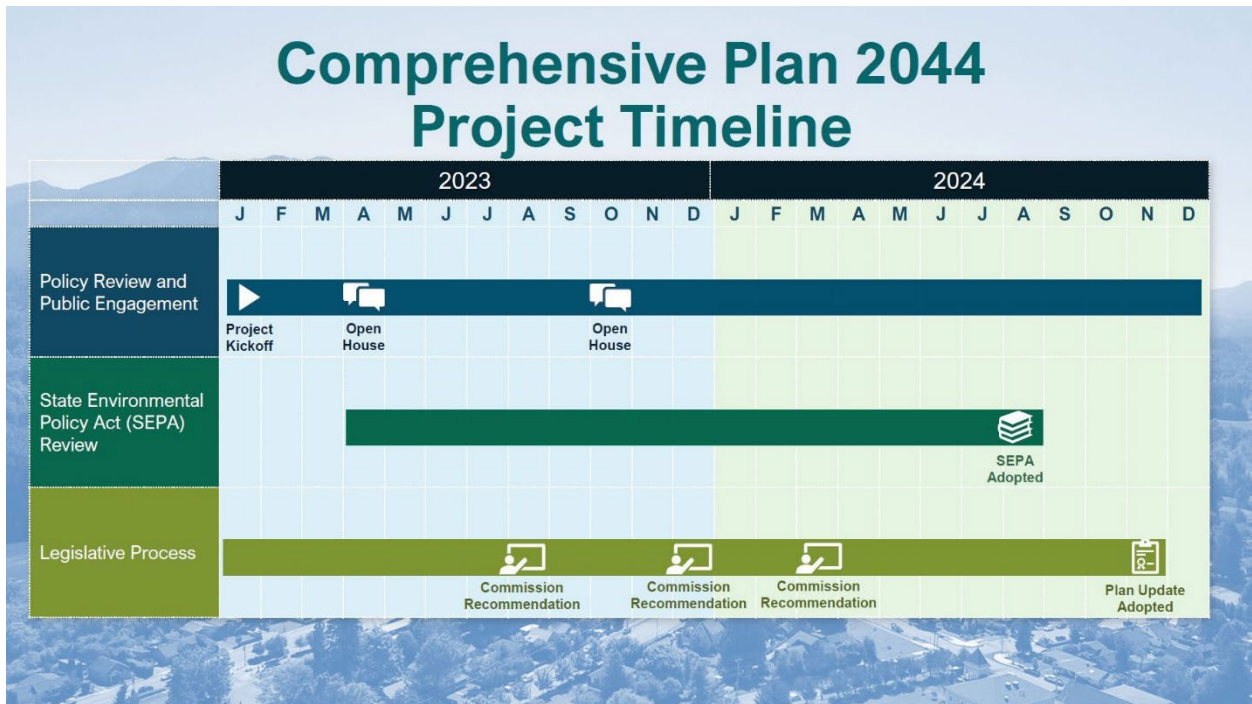 Comprehensive Plan 2044
Project Timeline
2023 2024
J F M A M J J A S O N D J F M A M J J A S O N D
Policy Review and
Public Engagement
Project
Kickoff
Open
House
Open
House
State Environmental
Policy Act (SEPA)
Review
SEPA
Adopted
Legislative Process
Commission
Recommendation
Commission
Recommendation
Commission
Recommendation
Plan Update
Adopted